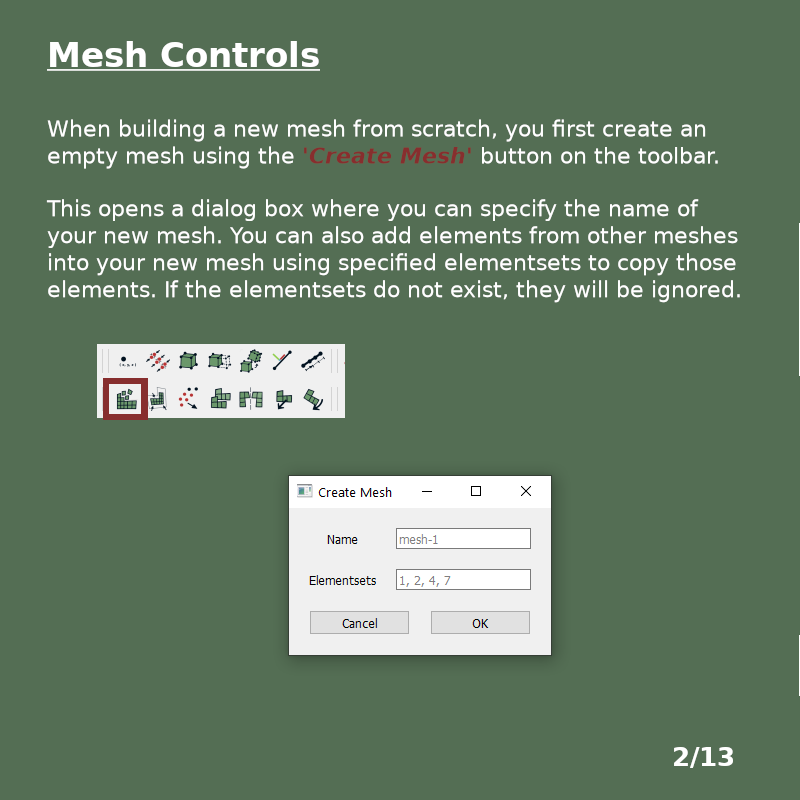 Mesh Controls
When building a new mesh from scratch, you first create an
empty mesh using the 'Create Mesh' button on the toolbar.
This opens a dialog box where you can specify the name of
your new mesh. You can also add elements from other meshes
into your new mesh using specified elementsets to copy those
elements. If the elementsets do not exist, they will be ignored.
Create Mesh
Name
mesh-1
Elementsets
1, 2, 4, 7
Cancel
OK
2/13